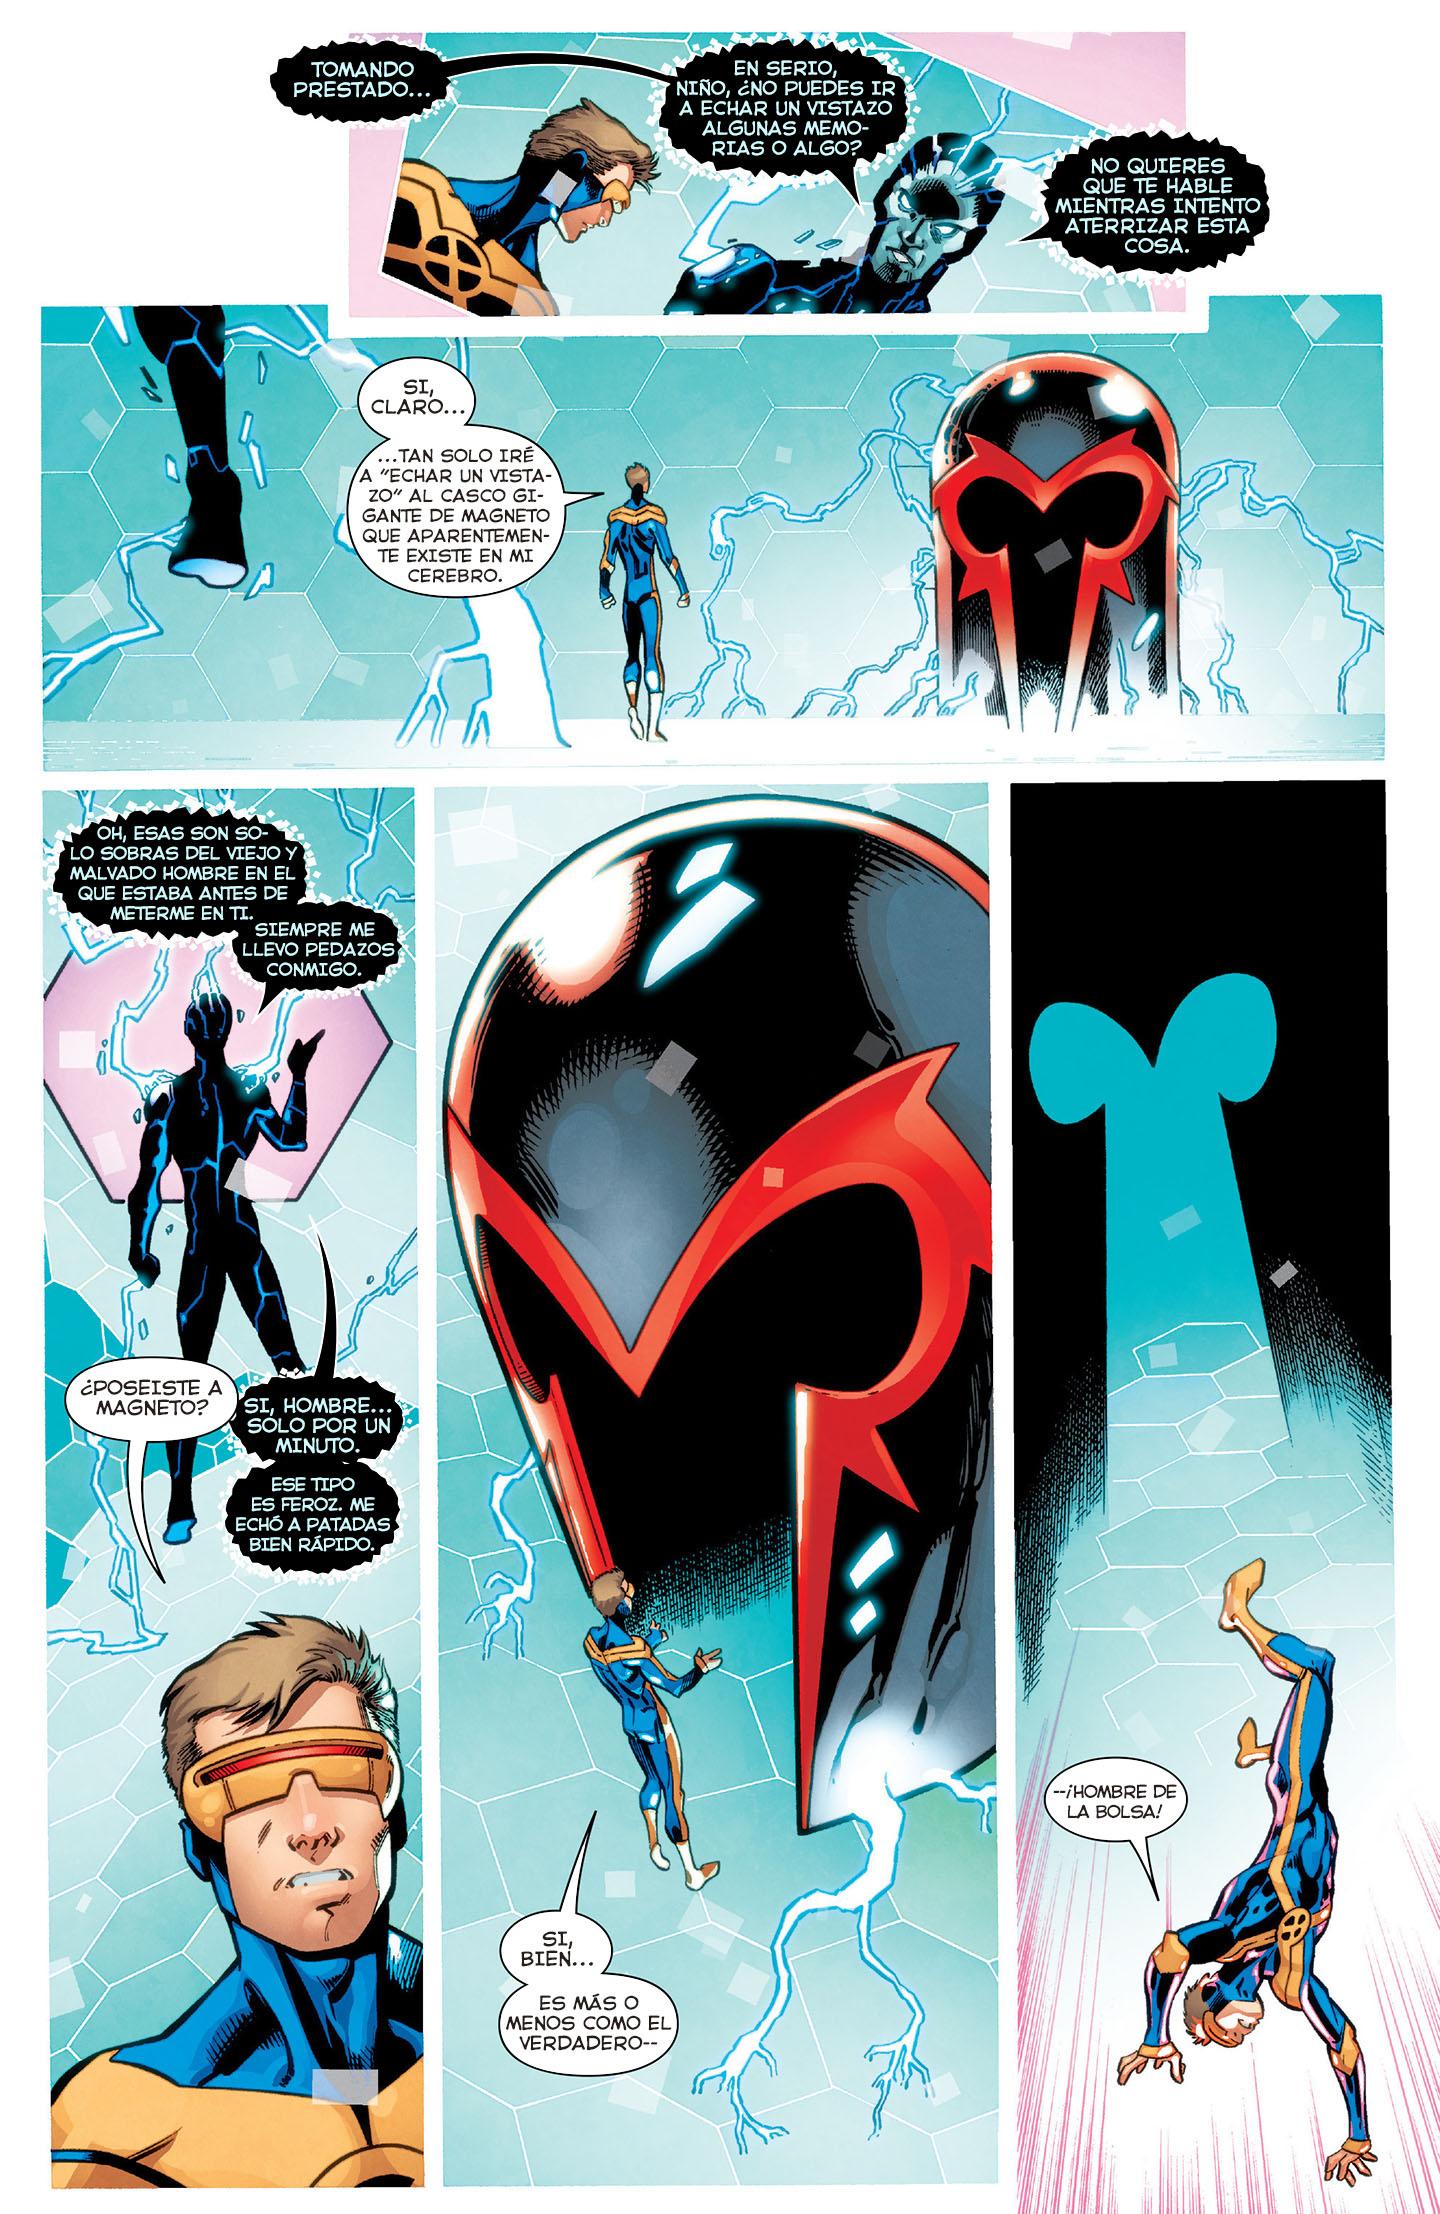 TOMANDO
PRESTADO...
EN SERIO,
NIÑO, ¿NO PUEDES IR
A ECHAR UN VISTAZO
ALGUNAS MEMO-
RIAS O ALGO?
NO QUIERES
QUE TE HABLE
MIENTRAS INTENTO
ATERRIZAR ESTA
COSA.
SI,
CLARO...
...TAN SOLO IRÉ
A "ECHAR UN VISTA-
ZO" AL CASCO GI-
GANTE DE MAGNETO
QUE APARENTEMEN-
TE EXISTE EN MI
CEREBRO.
OH, ESAS SON SO-
LO SOBRAS DEL VIEJO Y
MALVADO HOMBRE EN EL
QUE ESTABA ANTES DE
METERME EN TI.
SIEMPRE ME
LLEVO PEDAZOS
CONMIGO.
¿POSEISTE A
MAGNETO?
SI, HOMBRE...
SOLO POR UN
MINUTO.
ESE TIPO
ES FEROZ. ME
ECHÓ A PATADAS
BIEN RÁPIDO.
SI,
BIEN...
ES MÁS O
MENOS COMO EL
VERDADERO--
--¡HOMBRE DE
LA BOLSA!